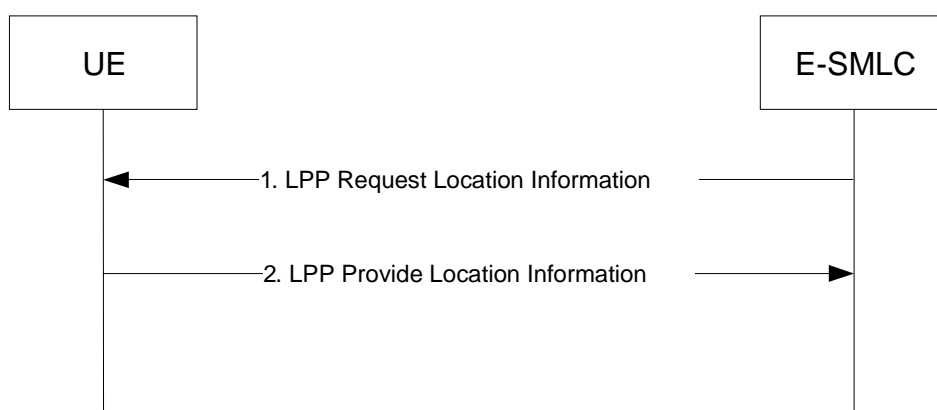 UE
E-SMLC
1. LPP Request Location Information
2. LPP Provide Location Information